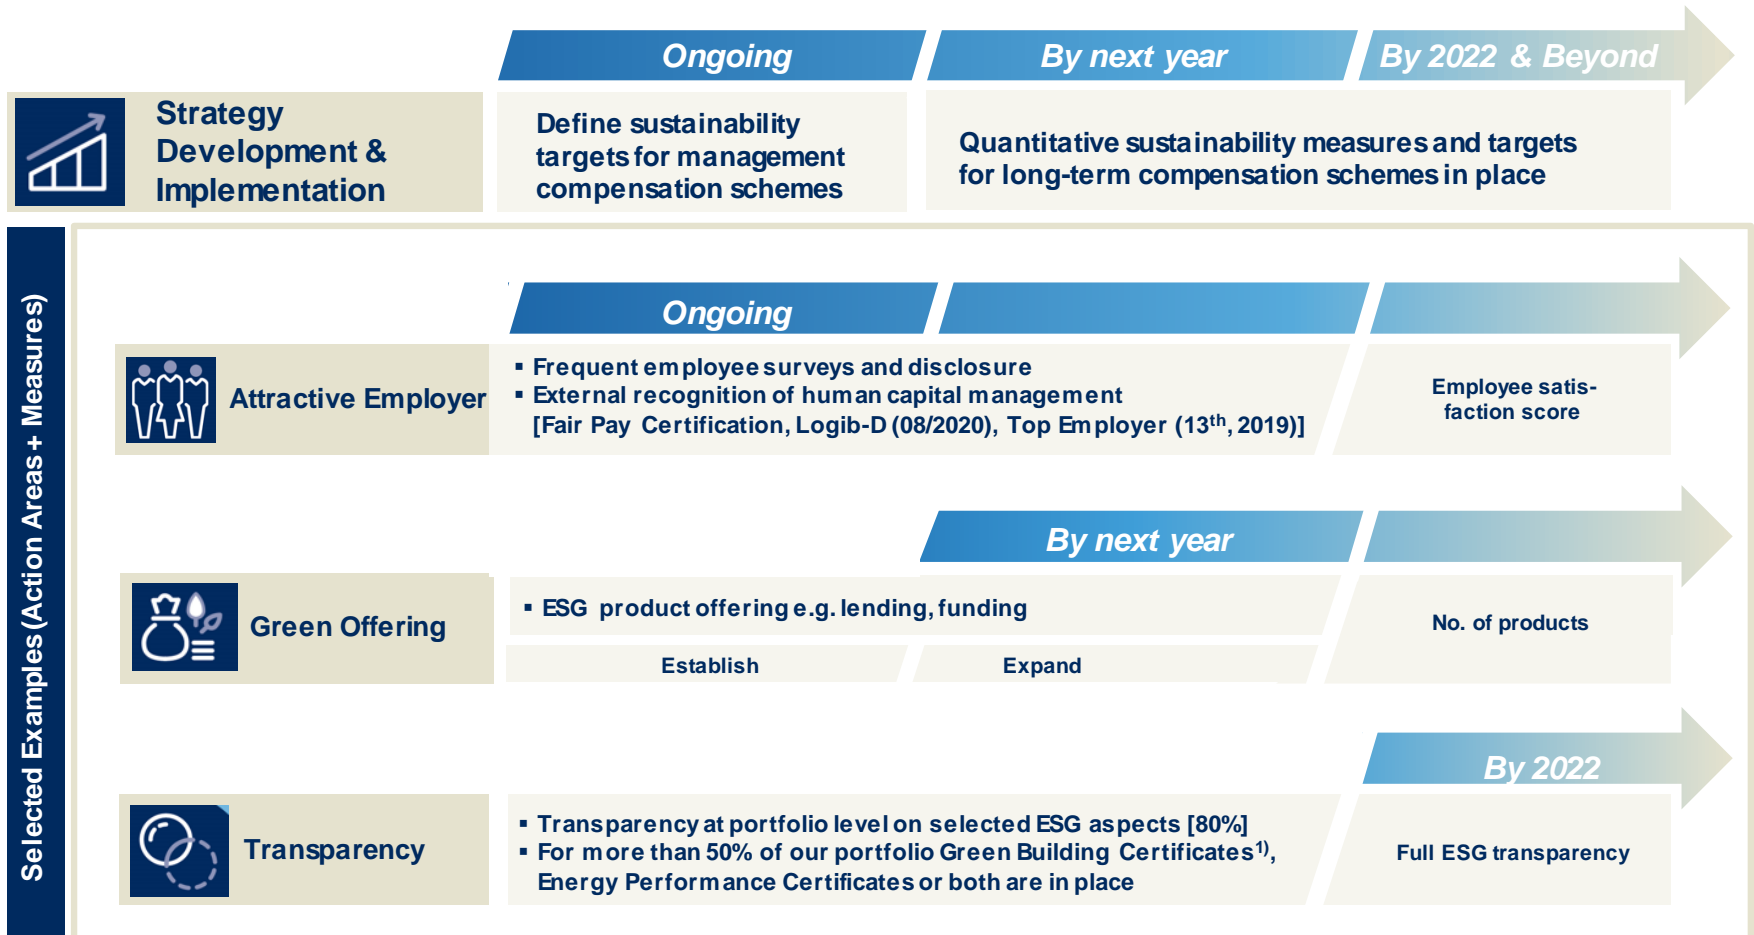 Ongoing
By next year
By 2022 & Beyond
Strategy
Development &
Implementation
Define sustainability
targets for management
compensation schemes
Quantitative sustainability measures and targets
for long-term compensation schemes in place
Selected Examples (Action Areas + Measures)
Ongoing
Attractive Employer
▪ Frequent employee surveys and disclosure
▪ External recognition of human capital management
[Fair Pay Certification, Logib-D (08/2020), Top Employer (13th, 2019)]
Employee satis-
faction score
By next year
Green Offering
▪ ESG product offering e.g. lending, funding
Establish
Expand
No. of products
By 2022
Transparency
▪ Transparency at portfolio level on selected ESG aspects [80%]
▪ For more than 50% of our portfolio Green Building Certificates1),
Energy Performance Certificates or both are in place
Full ESG transparency